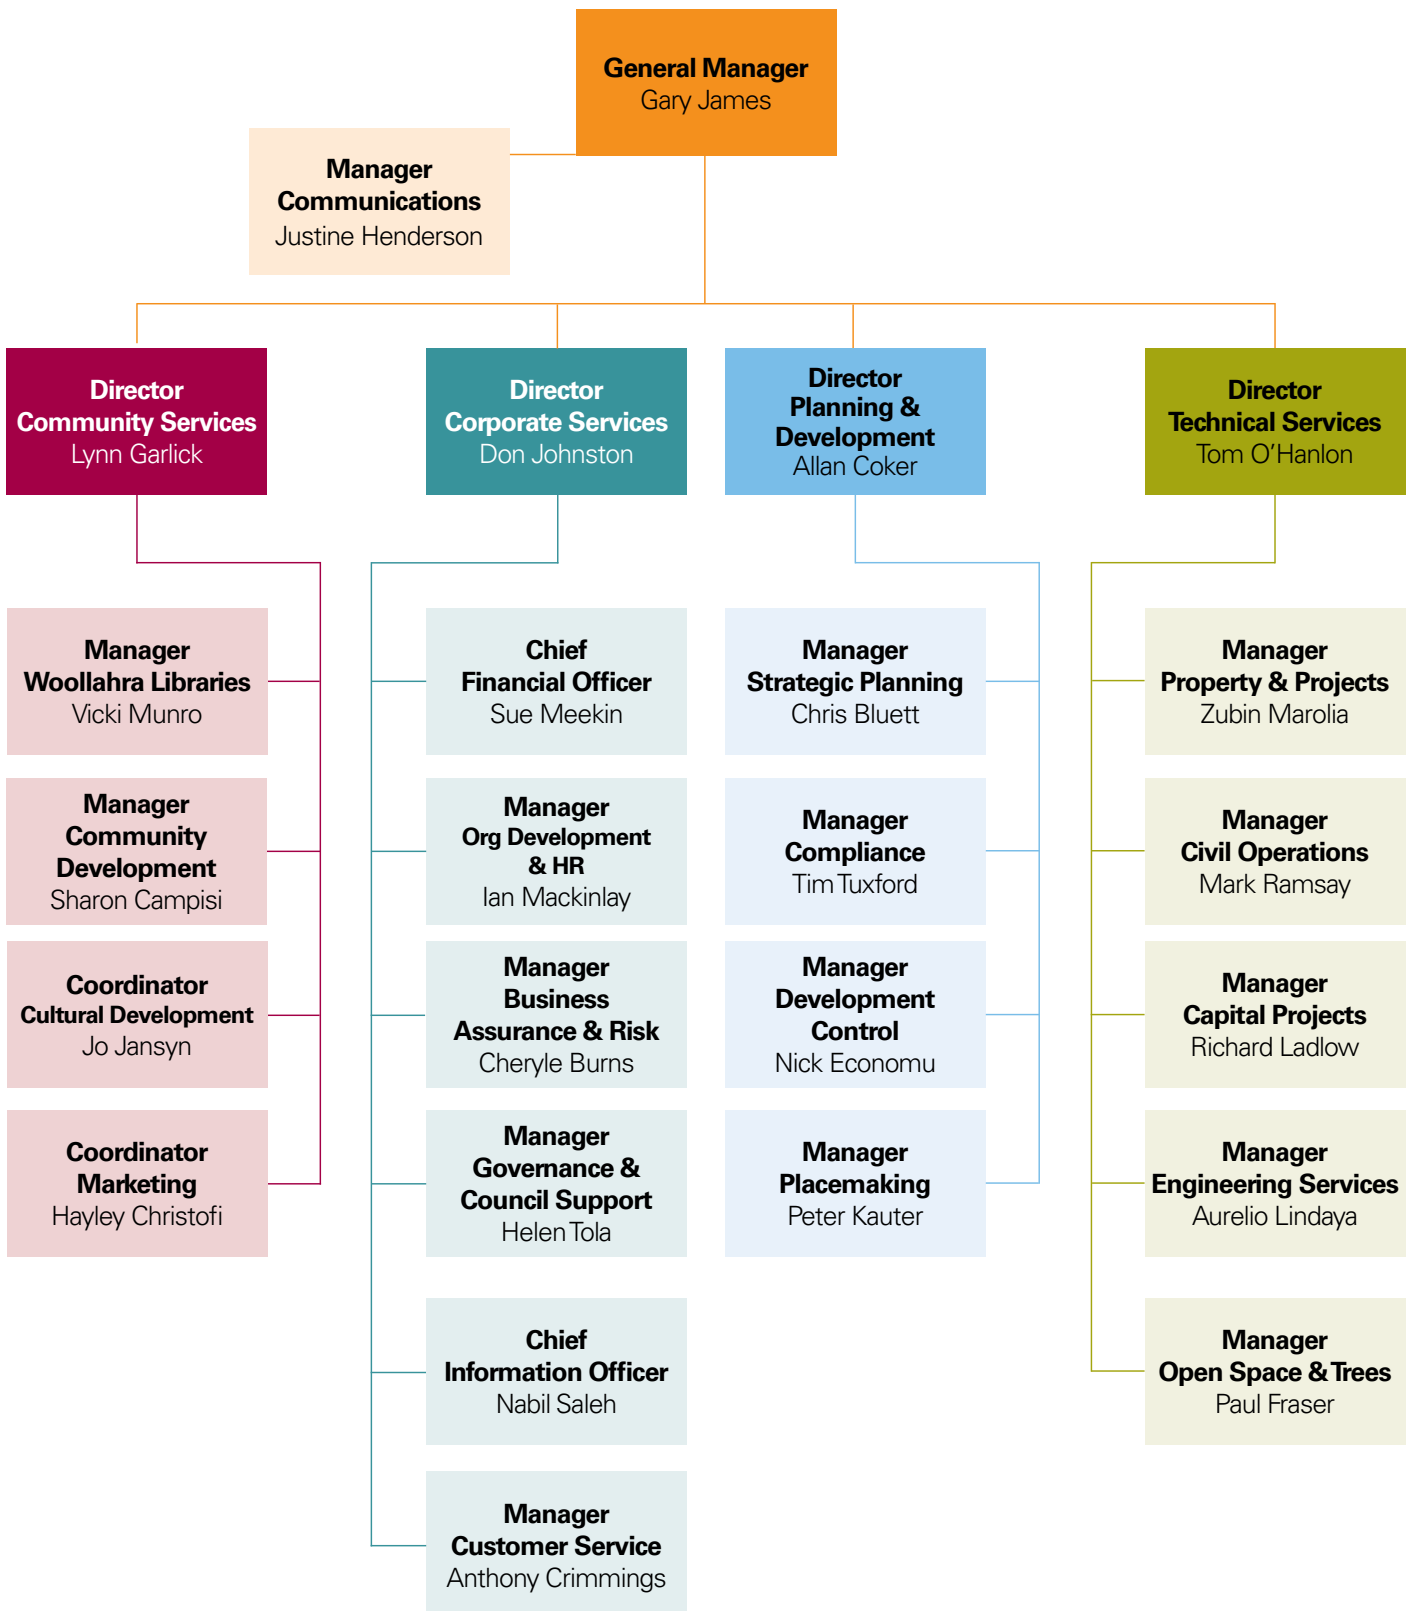 General Manager
Gary James
Manager
Communications
Justine Henderson
Director
Community Services
Lynn Garlick
Director
Corporate Services
Don Johnston
Director
Planning &
Development
Allan Coker
Director
Technical Services
Tom O’Hanlon
Manager
Woollahra Libraries
Vicki Munro
Manager
Community
Development
Sharon Campisi
Coordinator
Cultural Development
Jo Jansyn
Coordinator
Marketing
Hayley Christofi
Chief
Financial Officer
Sue Meekin
Manager
Org Development
& HR
Ian Mackinlay
Manager
Business
Assurance & Risk
Cheryle Burns
Manager
Governance &
Council Support
Helen Tola
Chief
Information Officer
Nabil Saleh
Manager
Customer Service
Anthony Crimmings
Manager
Strategic Planning
Chris Bluett
Manager
Compliance
Tim Tuxford
Manager
Development
Control
Nick Economu
Manager
Placemaking
Peter Kauter
Manager
Property & Projects
Zubin Marolia
Manager
Civil Operations
Mark Ramsay
Manager
Capital Projects
Richard Ladlow
Manager
Engineering Services
Aurelio Lindaya
Manager
Open Space & Trees
Paul Fraser